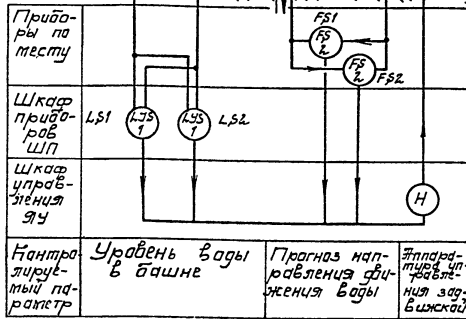 Прибо-
ры по
месту
FS1
FS
2
FS
2
FS2
Шкаф
прибо-
ров
ШП
LS1
LYS
1
LYS
1
LS2
Шкаф
управ-
ления
ЯУ
H
Контро-
лируе-
мый па-
раметр
Уровень воды
в башне
Прогноз нап-
равления дви-
жения воды
Аппара-
тура уп-
равле-
ния зад-
вижкой